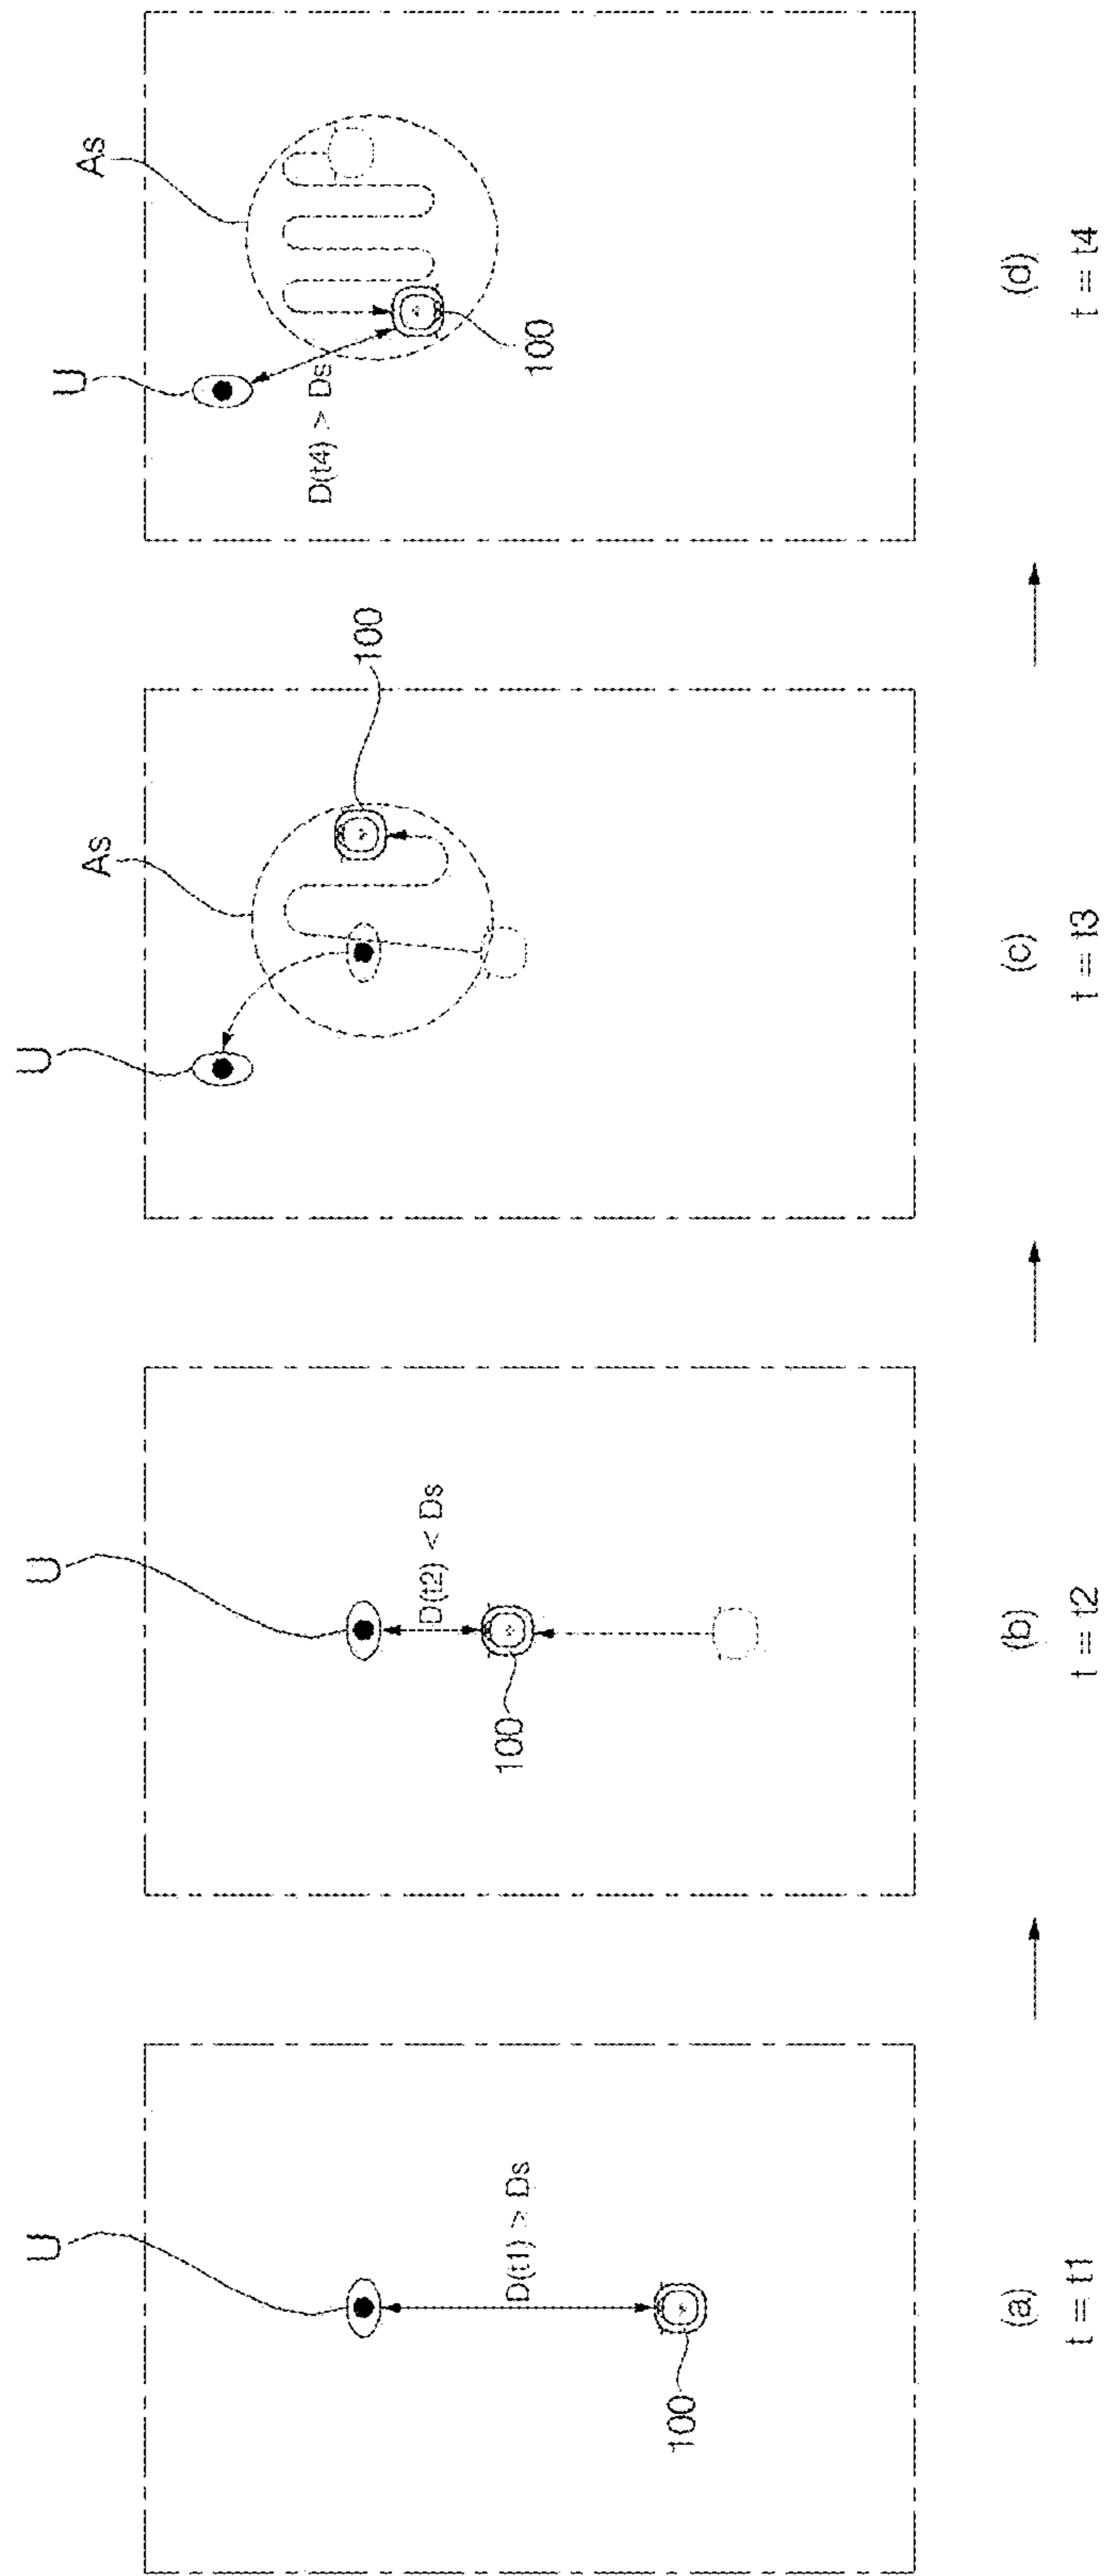 U
D(t1) > Ds
100
(a)
t = t1
U
D(t2) < Ds
100
(b)
t = t2
U
As
100
(c)
t = t3
U
As
D(t4) > Ds
100
(d)
t = t4